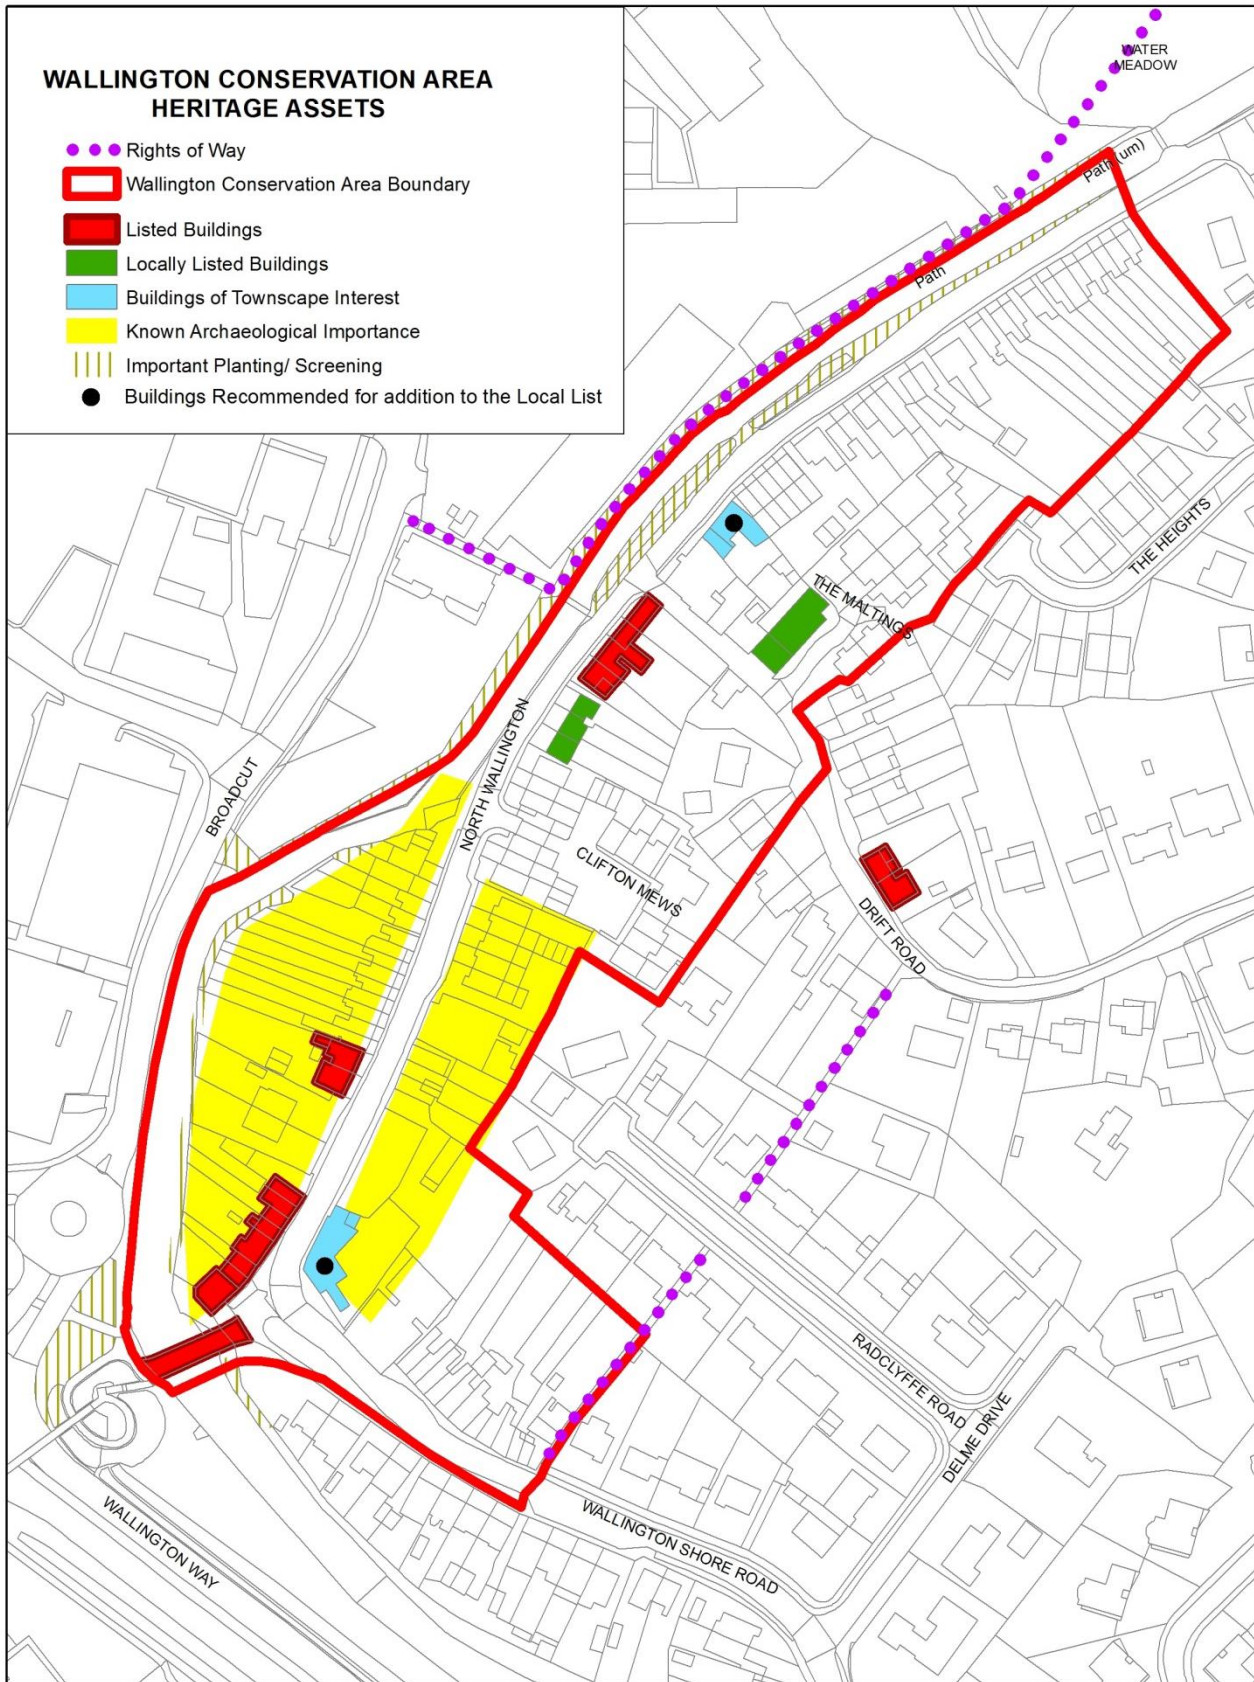 WALLINGTON CONSERVATION AREA
HERITAGE ASSETS
Rights of Way
Wallington Conservation Area Boundary
Listed Buildings
Locally Listed Buildings
Buildings of Townscape Interest
Known Archaeological Importance
Important Planting/ Screening
Buildings Recommended for addition to the Local List
WATER
MEADOW
Path (um)
Path
THE HEIGHTS
THE MALTINGS
NORTH WALLINGTON
BROADCUT
CLIFTON MEWS
DRIFT ROAD
RADCLYFFE ROAD
DELME DRIVE
WALLINGTON SHORE ROAD
WALLINGTON WAY